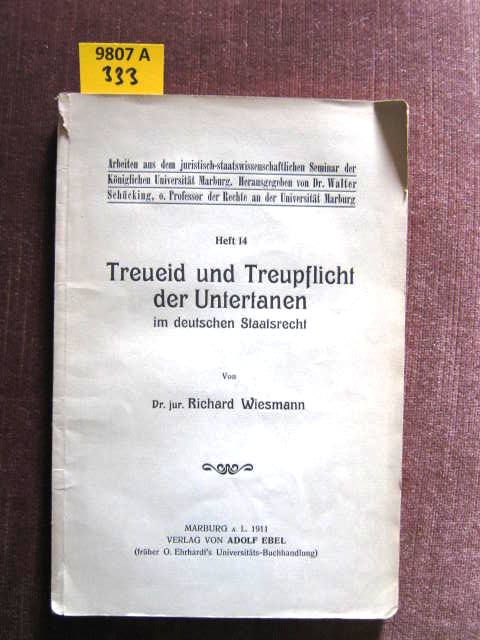 9807 A
333
Arbeiten aus dem juristisch-staatswissenschaftlichen Seminar der
Königlichen Universität Marburg. Herausgegeben von Dr. Walter
Schücking, o. Professor der Rechte an der Universität Marburg
Heft 14
Treueid und Treupflicht
der Untertanen
im deutschen Staatsrecht
Von
Dr. jur. Richard Wiesmann
MARBURG a. L. 1911
VERLAG VON ADOLF EBEL
(früher O. Ehrhardt's Universitäts-Buchhandlung)